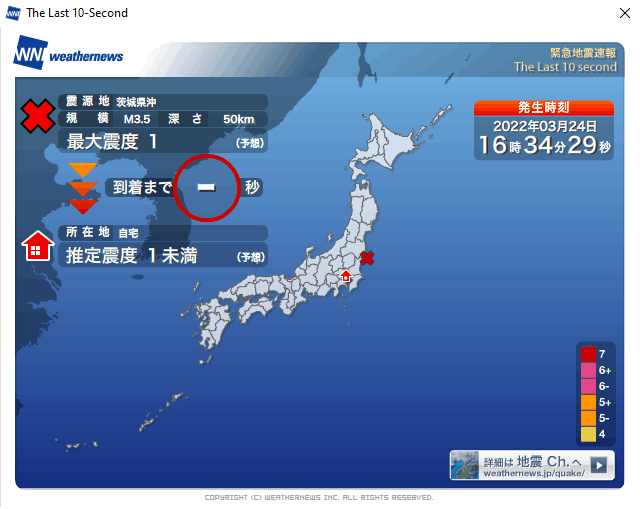 The Last 10-Second
WNI weathernews
緊急地震速報
The Last 10 second
震源地 茨城県沖
規模 M3.5 深さ 50km
最大震度 1 (予想)
到着まで - 秒
所在地 自宅
推定震度 1未満 (予想)
発生時刻
2022年03月24日
16時34分29秒
7
6+
6-
5+
5-
4
詳細は 地震 Ch.へ
weathernews.jp/quake/
COPYRIGHT (C) WEATHERNEWS INC. ALL RIGHTS RESERVED.